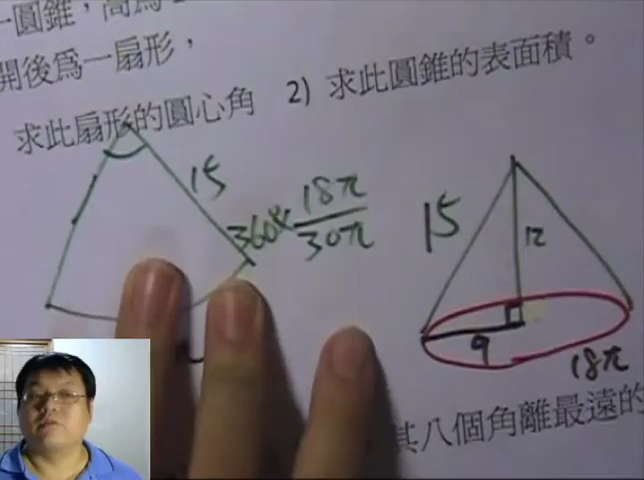 一圓錐，高為
開後為一扇形，
求此扇形的圓心角 2) 求此圓錐的表面積。
15
360× 18π/30π
15
12
9
18π
其八個角離最遠的